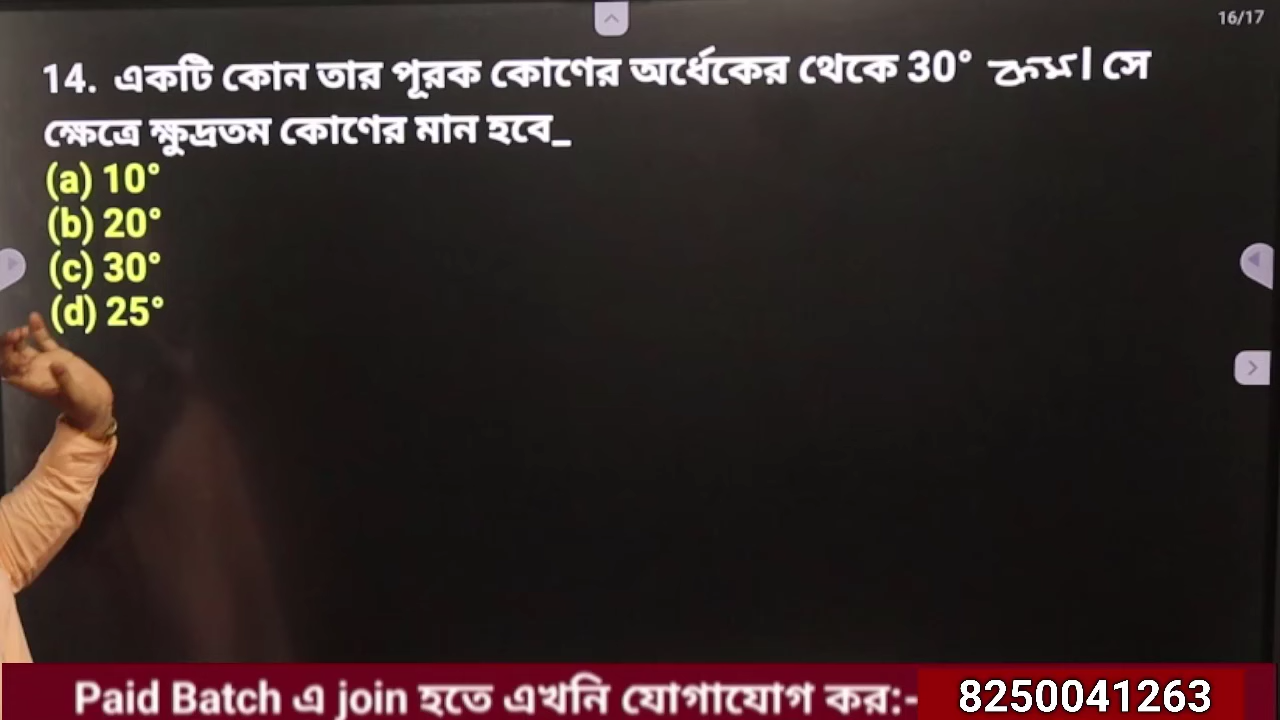 16/17
14. একটি কোন তার পূরক কোণের অর্ধেকের থেকে 30° কম। সে
ক্ষেত্রে ক্ষুদ্রতম কোণের মান হবে_
(a) 10°
(b) 20°
(c) 30°
(d) 25°
Paid Batch এ join হতে এখনি যোগাযোগ কর:- 8250041263